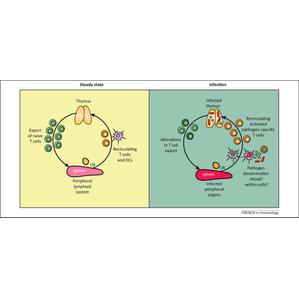 Steady state
Infection
Thymus
Export
of naive
T cells
Recirculating
T cells
and DCs
LN
Spleen
Peripheral
lymphoid
system
Infected
thymus
Recirculating
activated
pathogen-specific
T cells
Alterations
in T cell
export
LN
spleen
Infected
peripheral
organs
Pathogen
dissemination
-blood?
-within cells?
TRENDS in Immunology